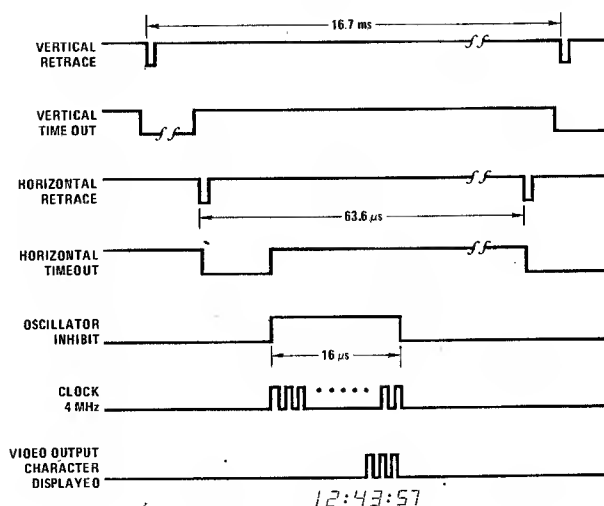 16.7 ms
VERTICAL
RETRACE
VERTICAL
TIME OUT
HORIZONTAL
RETRACE
63.6 μs
HORIZONTAL
TIMEOUT
OSCILLATOR
INHIBIT
16 μs
CLOCK
4 MHz
VIDEO OUTPUT
CHARACTER
DISPLAYED
12:43:57